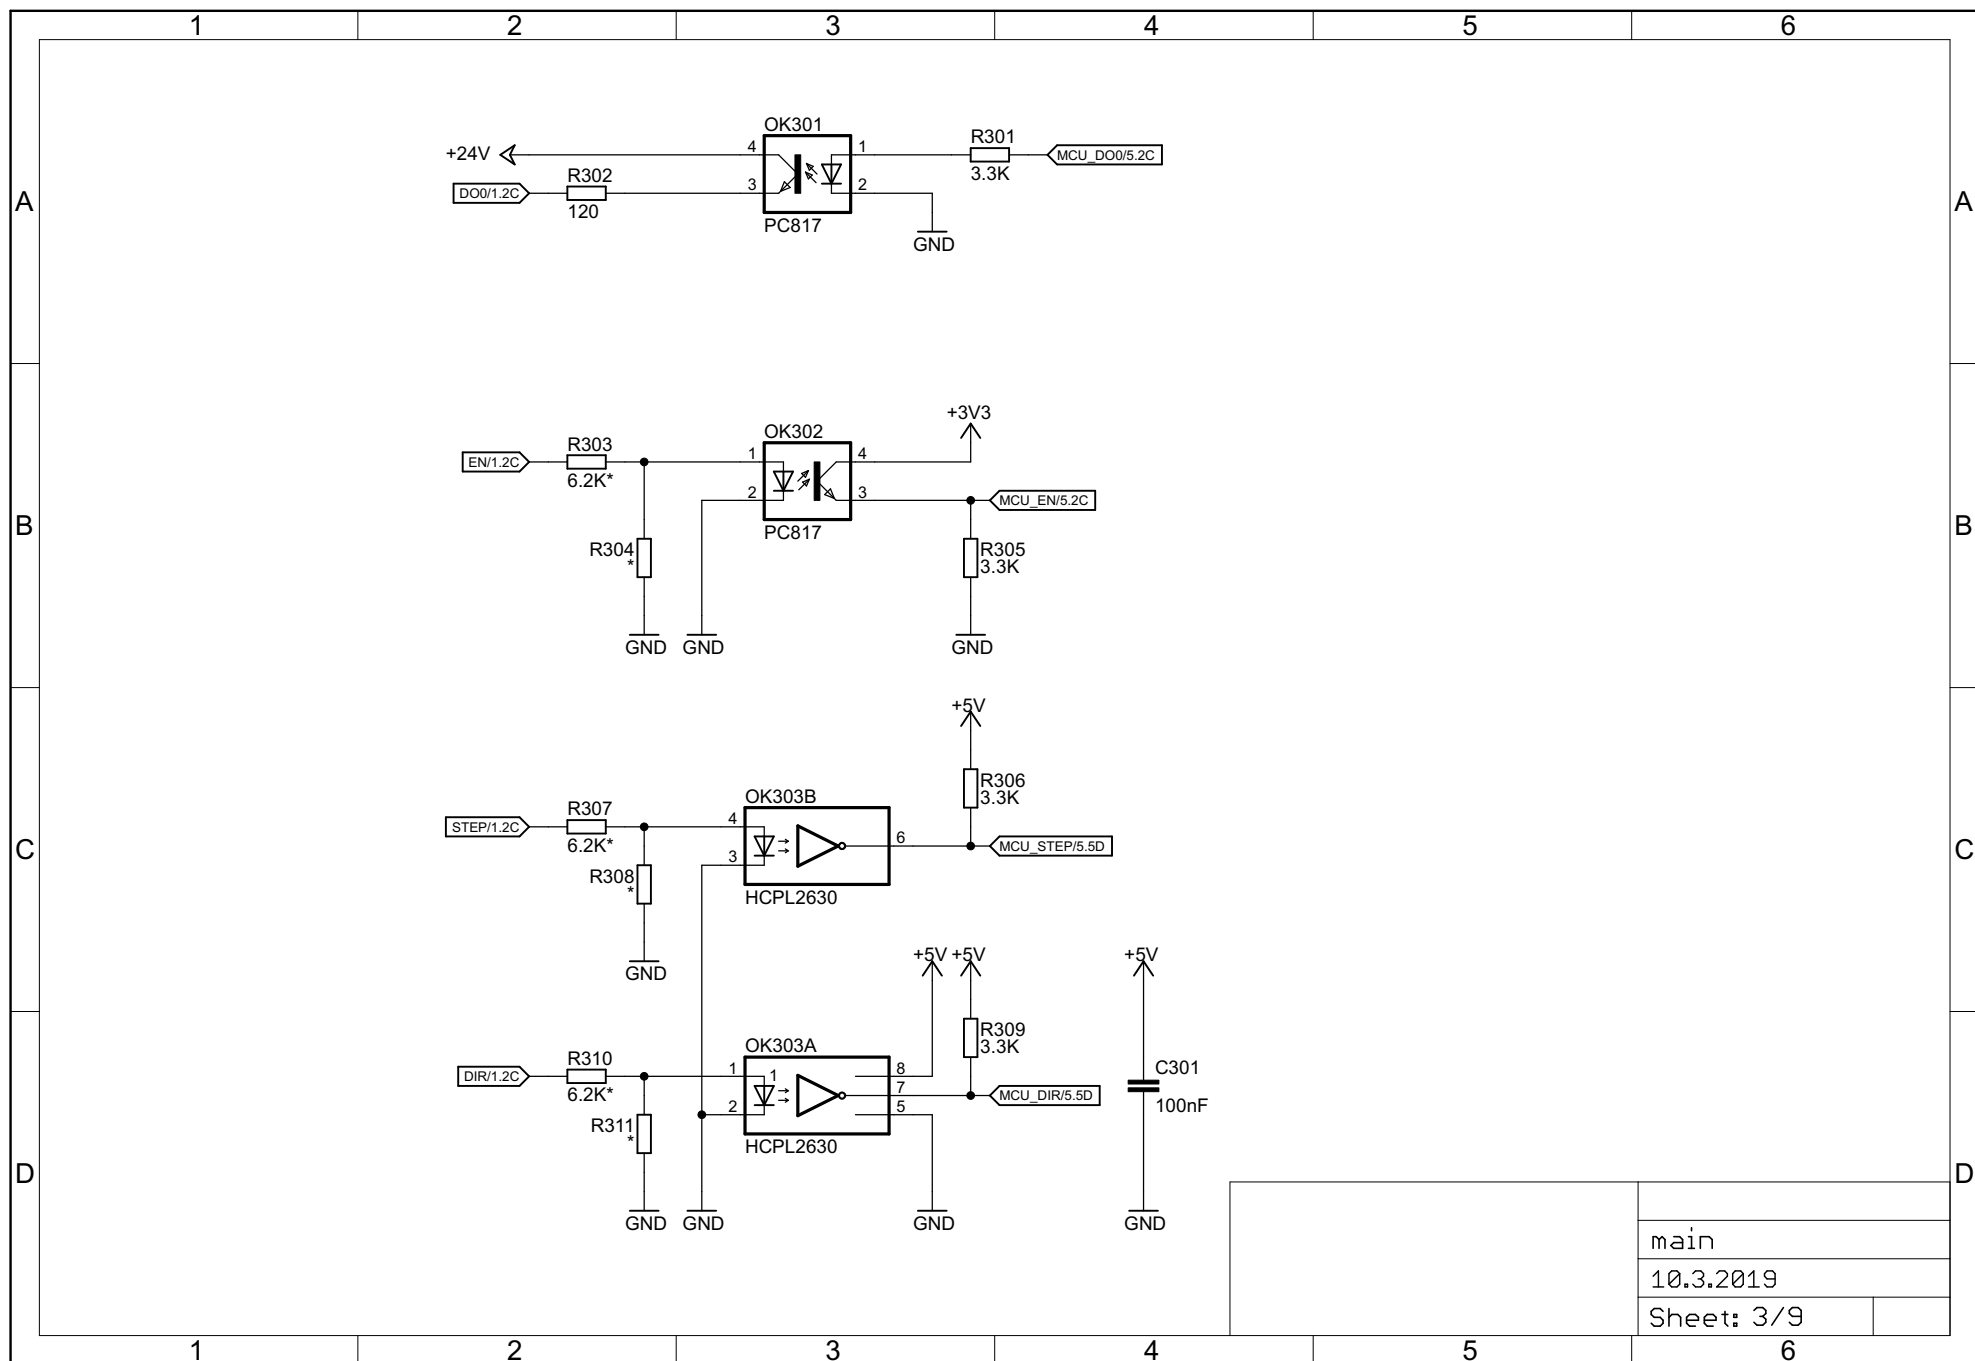 1 2 3 4 5 6
A A
OK301
+24V 4 1 R301 MCU_DO0/5.2C
3.3K
DO0/1.2C R302 3 2
120
PC817
GND
+3V3
OK302
EN/1.2C R303 1 4
6.2K*
2 3 MCU_EN/5.2C
B B
PC817
R304 R305
* 3.3K
GND GND GND
+5V
R306
3.3K
OK303B
STEP/1.2C R307 4
6.2K*
6 MCU_STEP/5.5D
C C
3
R308
*
HCPL2630
GND
+5V +5V +5V
R309
3.3K
OK303A
DIR/1.2C R310 1 1 8
6.2K*
7 MCU_DIR/5.5D
2 5
C301
100nF
R311
*
HCPL2630
D D
GND GND GND GND
main
10.3.2019
Sheet: 3/9
1 2 3 4 5 6